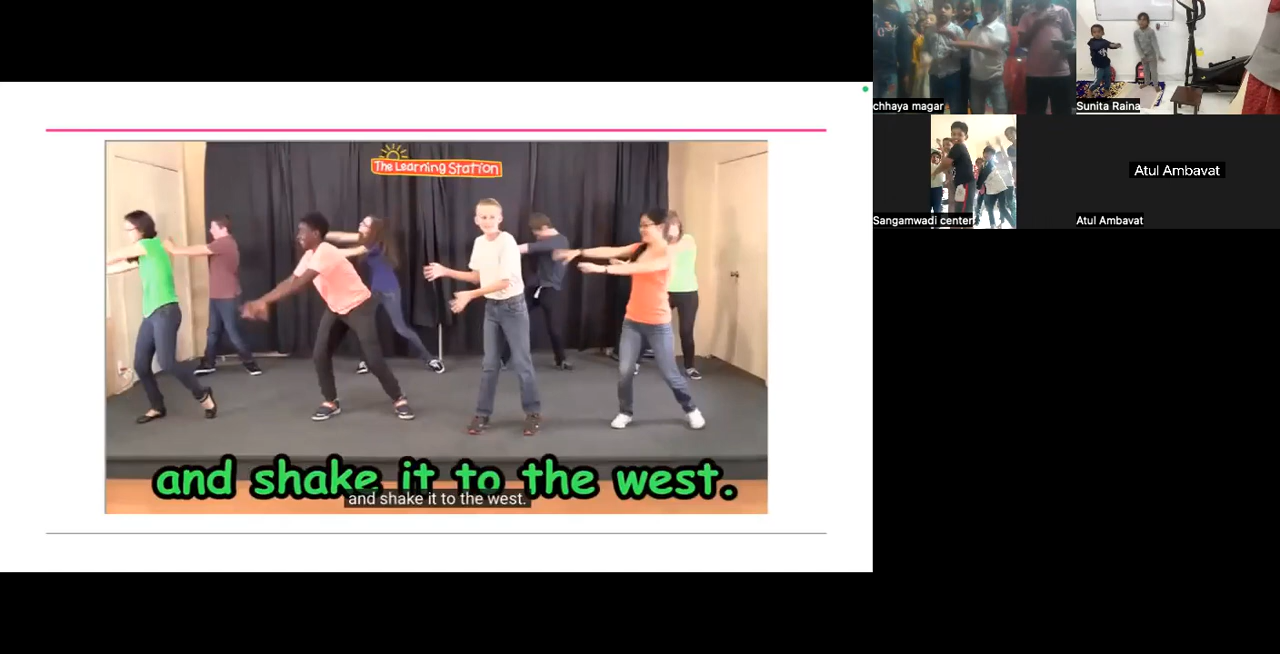 The Learning Station
and shake it to the west.
and shake it to the west.
chhaya magar
Sunita Raina
Sangamwadi center
Atul Ambavat
Atul Ambavat